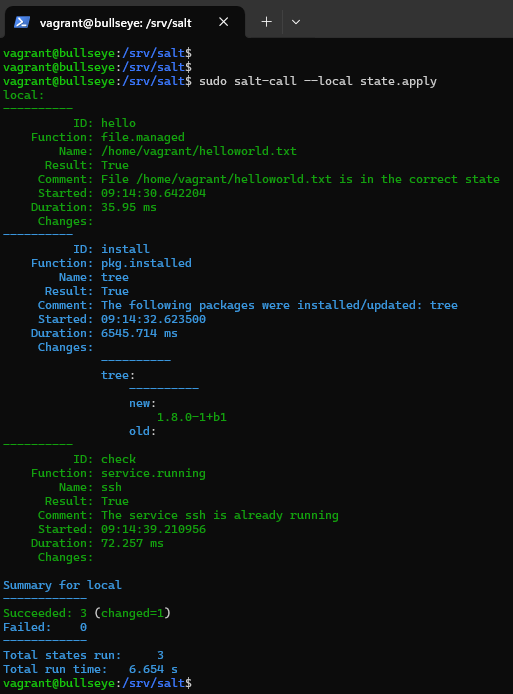 vagrant@bullseye: /srv/salt
vagrant@bullseye:/srv/salt$
vagrant@bullseye:/srv/salt$
vagrant@bullseye:/srv/salt$ sudo salt-call --local state.apply
local:
----------
          ID: hello
    Function: file.managed
        Name: /home/vagrant/helloworld.txt
      Result: True
     Comment: File /home/vagrant/helloworld.txt is in the correct state
     Started: 09:14:30.642204
    Duration: 35.95 ms
     Changes:
----------
          ID: install
    Function: pkg.installed
        Name: tree
      Result: True
     Comment: The following packages were installed/updated: tree
     Started: 09:14:32.623500
    Duration: 6545.714 ms
     Changes:
              ----------
              tree:
                  ----------
                  new:
                      1.8.0-1+b1
                  old:
----------
          ID: check
    Function: service.running
        Name: ssh
      Result: True
     Comment: The service ssh is already running
     Started: 09:14:39.210956
    Duration: 72.257 ms
     Changes:

Summary for local
------------
Succeeded: 3 (changed=1)
Failed:    0
------------
Total states run:     3
Total run time:   6.654 s
vagrant@bullseye:/srv/salt$